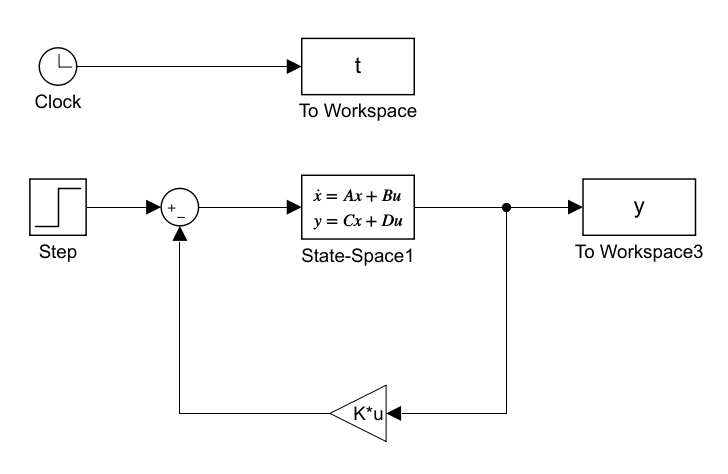 t
Clock
To Workspace
+
−
ẋ = Ax + Bu
y = Cx + Du
y
Step
State-Space1
To Workspace3
K*u